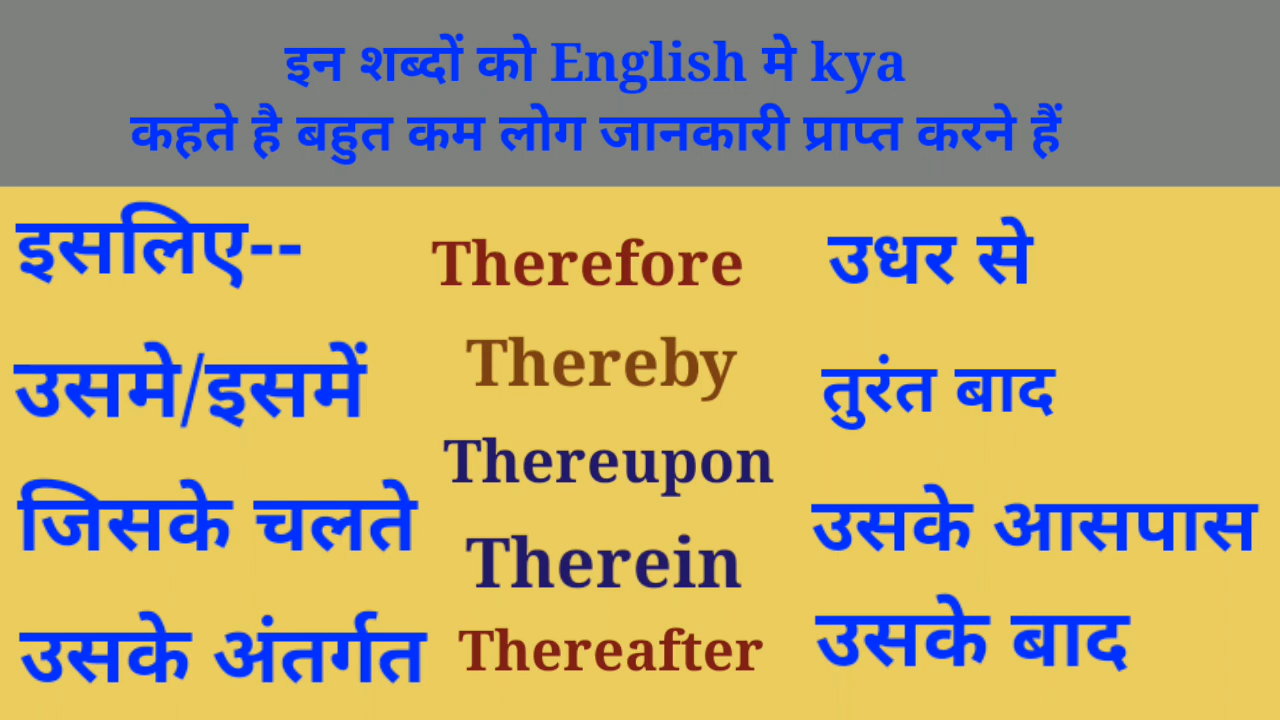 इन शब्दों को English मे kya
कहते है बहुत कम लोग जानकारी प्राप्त करने हैं
इसलिए-- Therefore उधर से
उसमे/इसमें Thereby तुरंत बाद
जिसके चलते Thereupon उसके आसपास
Therein
उसके अंतर्गत Thereafter उसके बाद